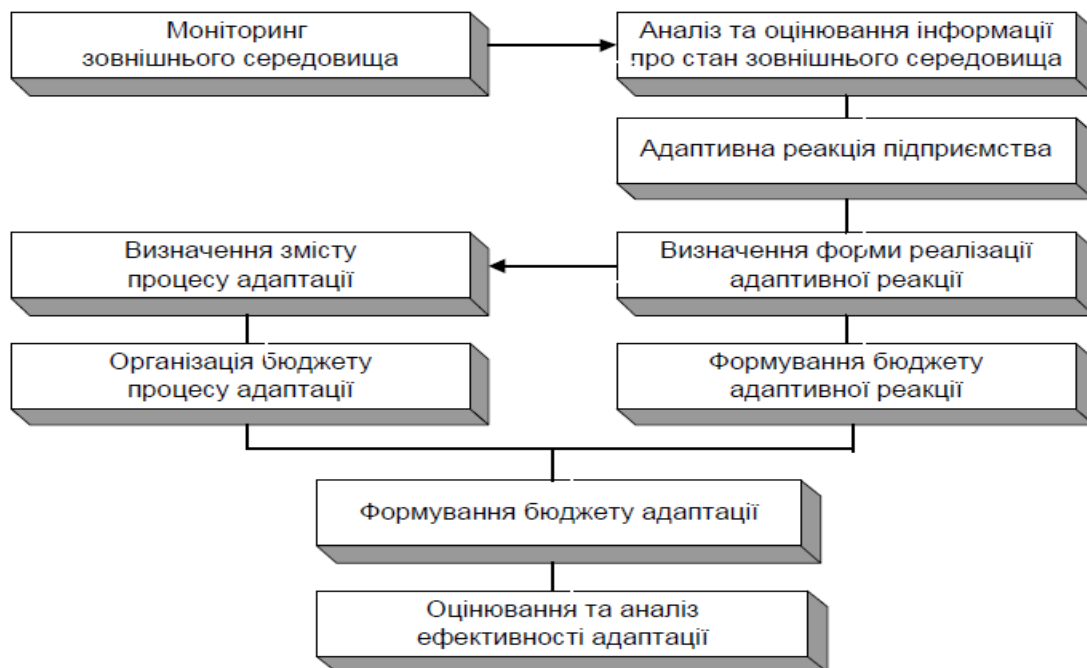 Моніторинг
зовнішнього середовища
Аналіз та оцінювання інформації
про стан зовнішнього середовища
Адаптивна реакція підприємства
Визначення змісту
процесу адаптації
Визначення форми реалізації
адаптивної реакції
Організація бюджету
процесу адаптації
Формування бюджету
адаптивної реакції
Формування бюджету адаптації
Оцінювання та аналіз
ефективності адаптації